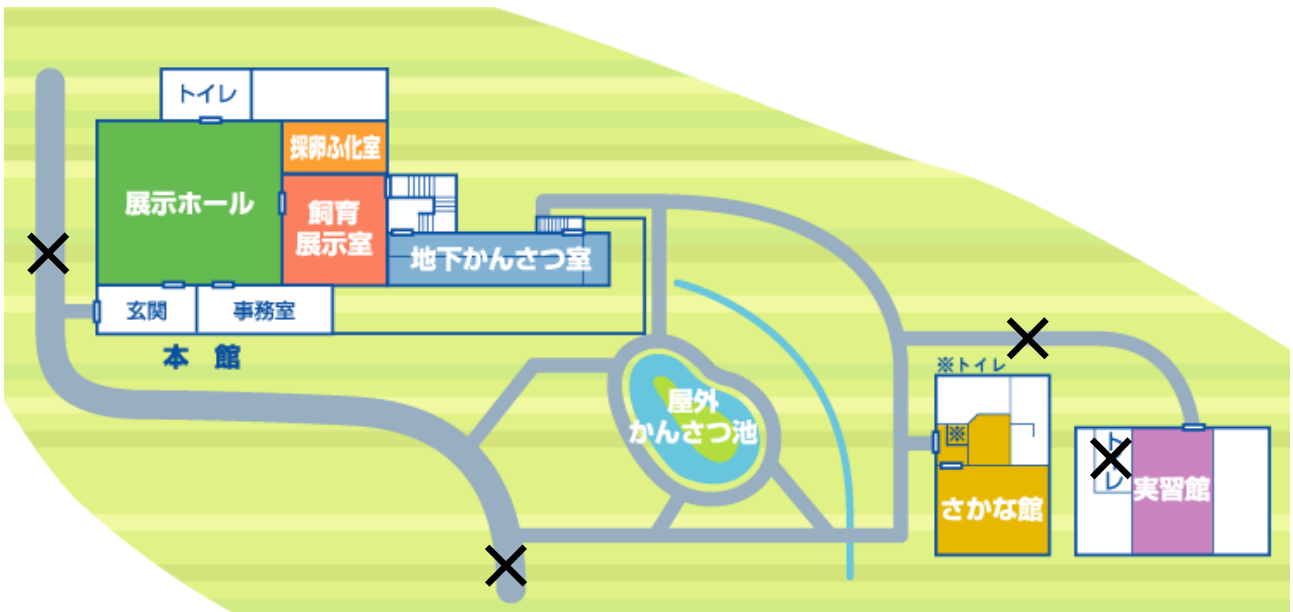 トイレ
採卵ふ化室
展示ホール
飼育
展示室
地下かんさつ室
玄関
事務室
本 館
屋外
かんさつ池
※トイレ
※
さかな館
トイレ
実習館